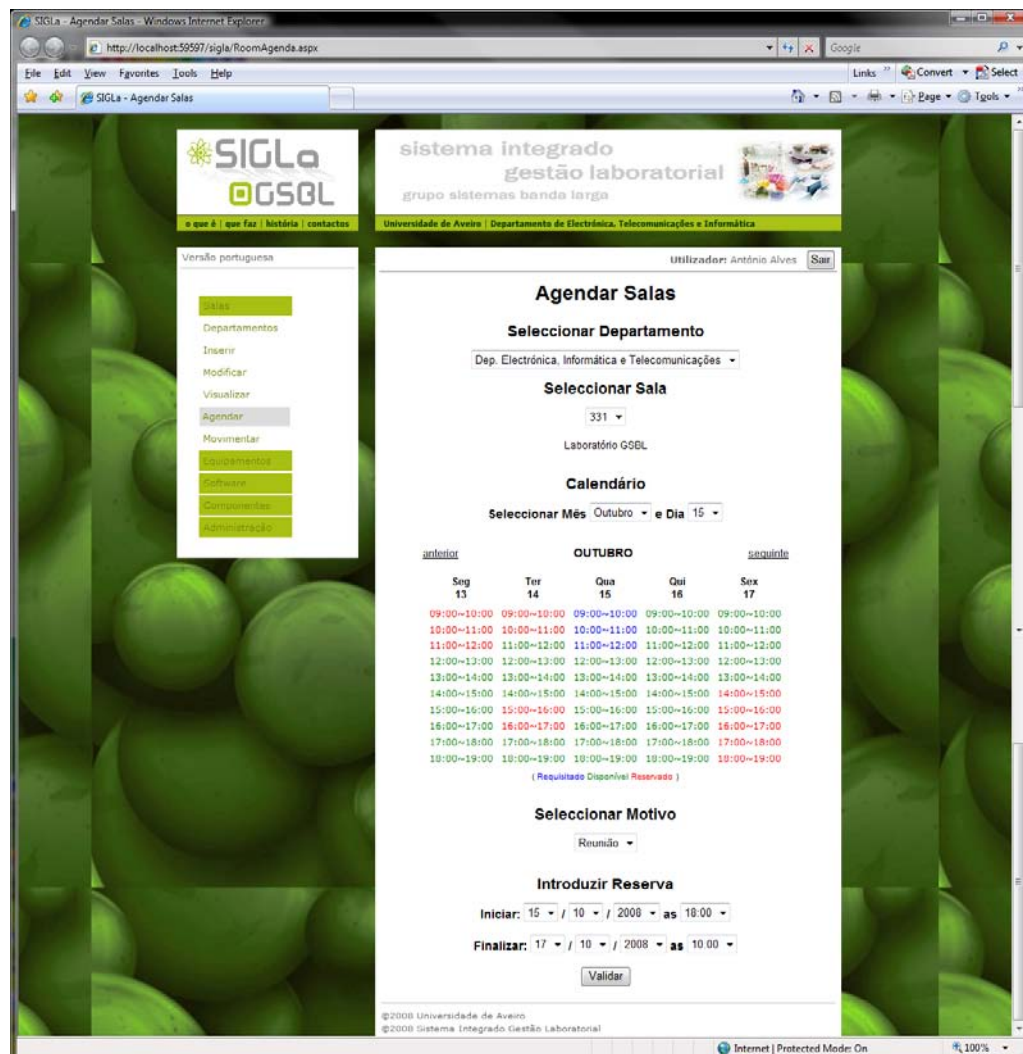 SIGLa - Agendar Salas - Windows Internet Explorer
http://localhost:59597/sigla/RoomAgenda.aspx
Google
File Edit View Favorites Tools Help
Links Convert Select
SIGLa - Agendar Salas
Page Tools
SIGLa
GSBL
o que é | que faz | história | contactos
sistema integrado
gestão laboratorial
grupo sistemas banda larga
Universidade de Aveiro | Departamento de Electrónica, Telecomunicações e Informática
Versão portuguesa
Salas
Departamentos
Inserir
Modificar
Visualizar
Agendar
Movimentar
Equipamentos
Software
Componentes
Administração
Utilizador: António Alves Sair
Agendar Salas
Seleccionar Departamento
Dep. Electrónica, Informática e Telecomunicações
Seleccionar Sala
331
Laboratório GSBL
Calendário
Seleccionar Mês Outubro e Dia 15
anterior OUTUBRO seguinte
Seg Ter Qua Qui Sex
13 14 15 16 17
09:00~10:00 09:00~10:00 09:00~10:00 09:00~10:00 09:00~10:00
10:00~11:00 10:00~11:00 10:00~11:00 10:00~11:00 10:00~11:00
11:00~12:00 11:00~12:00 11:00~12:00 11:00~12:00 11:00~12:00
12:00~13:00 12:00~13:00 12:00~13:00 12:00~13:00 12:00~13:00
13:00~14:00 13:00~14:00 13:00~14:00 13:00~14:00 13:00~14:00
14:00~15:00 14:00~15:00 14:00~15:00 14:00~15:00 14:00~15:00
15:00~16:00 15:00~16:00 15:00~16:00 15:00~16:00 15:00~16:00
16:00~17:00 16:00~17:00 16:00~17:00 16:00~17:00 16:00~17:00
17:00~18:00 17:00~18:00 17:00~18:00 17:00~18:00 17:00~18:00
18:00~19:00 18:00~19:00 18:00~19:00 18:00~19:00 18:00~19:00
( Requisitado Disponível Reservado )
Seleccionar Motivo
Reunião
Introduzir Reserva
Iniciar: 15 / 10 / 2008 as 18:00
Finalizar: 17 / 10 / 2008 as 10:00
Validar
©2008 Universidade de Aveiro
©2008 Sistema Integrado Gestão Laboratorial
Internet | Protected Mode: On 100%